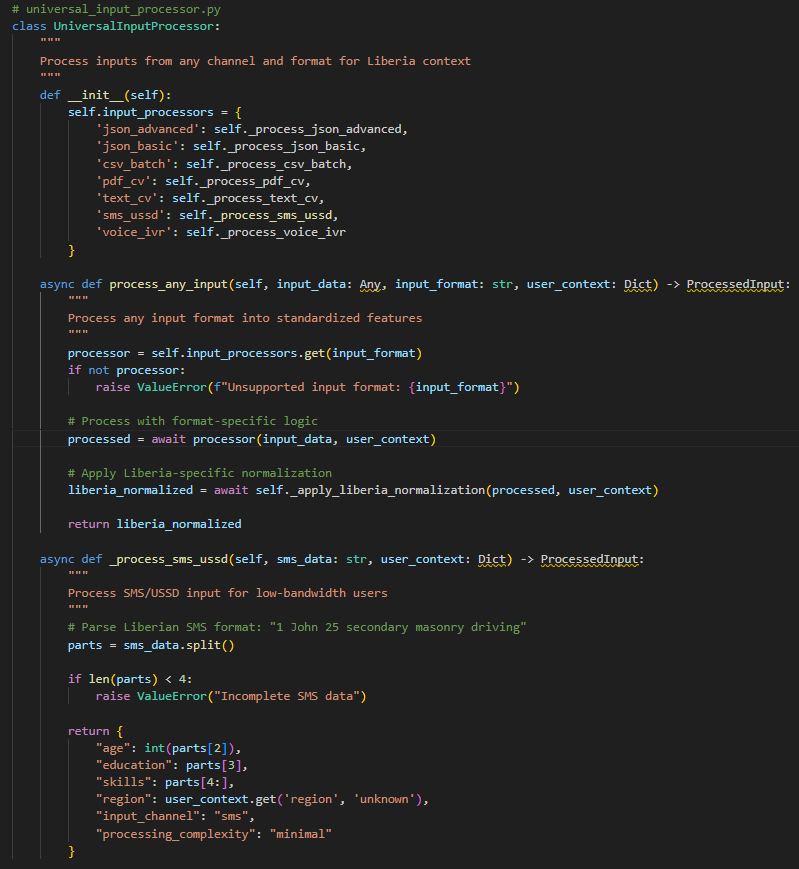 # universal_input_processor.py
class UniversalInputProcessor:
    """
    Process inputs from any channel and format for Liberia context
    """
    def __init__(self):
        self.input_processors = {
            'json_advanced': self._process_json_advanced,
            'json_basic': self._process_json_basic,
            'csv_batch': self._process_csv_batch,
            'pdf_cv': self._process_pdf_cv,
            'text_cv': self._process_text_cv,
            'sms_ussd': self._process_sms_ussd,
            'voice_ivr': self._process_voice_ivr
        }

    async def process_any_input(self, input_data: Any, input_format: str, user_context: Dict) -> ProcessedInput:
        """
        Process any input format into standardized features
        """
        processor = self.input_processors.get(input_format)
        if not processor:
            raise ValueError(f"Unsupported input format: {input_format}")

        # Process with format-specific logic
        processed = await processor(input_data, user_context)

        # Apply Liberia-specific normalization
        liberia_normalized = await self._apply_liberia_normalization(processed, user_context)

        return liberia_normalized

    async def _process_sms_ussd(self, sms_data: str, user_context: Dict) -> ProcessedInput:
        """
        Process SMS/USSD input for low-bandwidth users
        """
        # Parse Liberian SMS format: "1 John 25 secondary masonry driving"
        parts = sms_data.split()

        if len(parts) < 4:
            raise ValueError("Incomplete SMS data")

        return {
            "age": int(parts[2]),
            "education": parts[3],
            "skills": parts[4:],
            "region": user_context.get('region', 'unknown'),
            "input_channel": "sms",
            "processing_complexity": "minimal"
        }